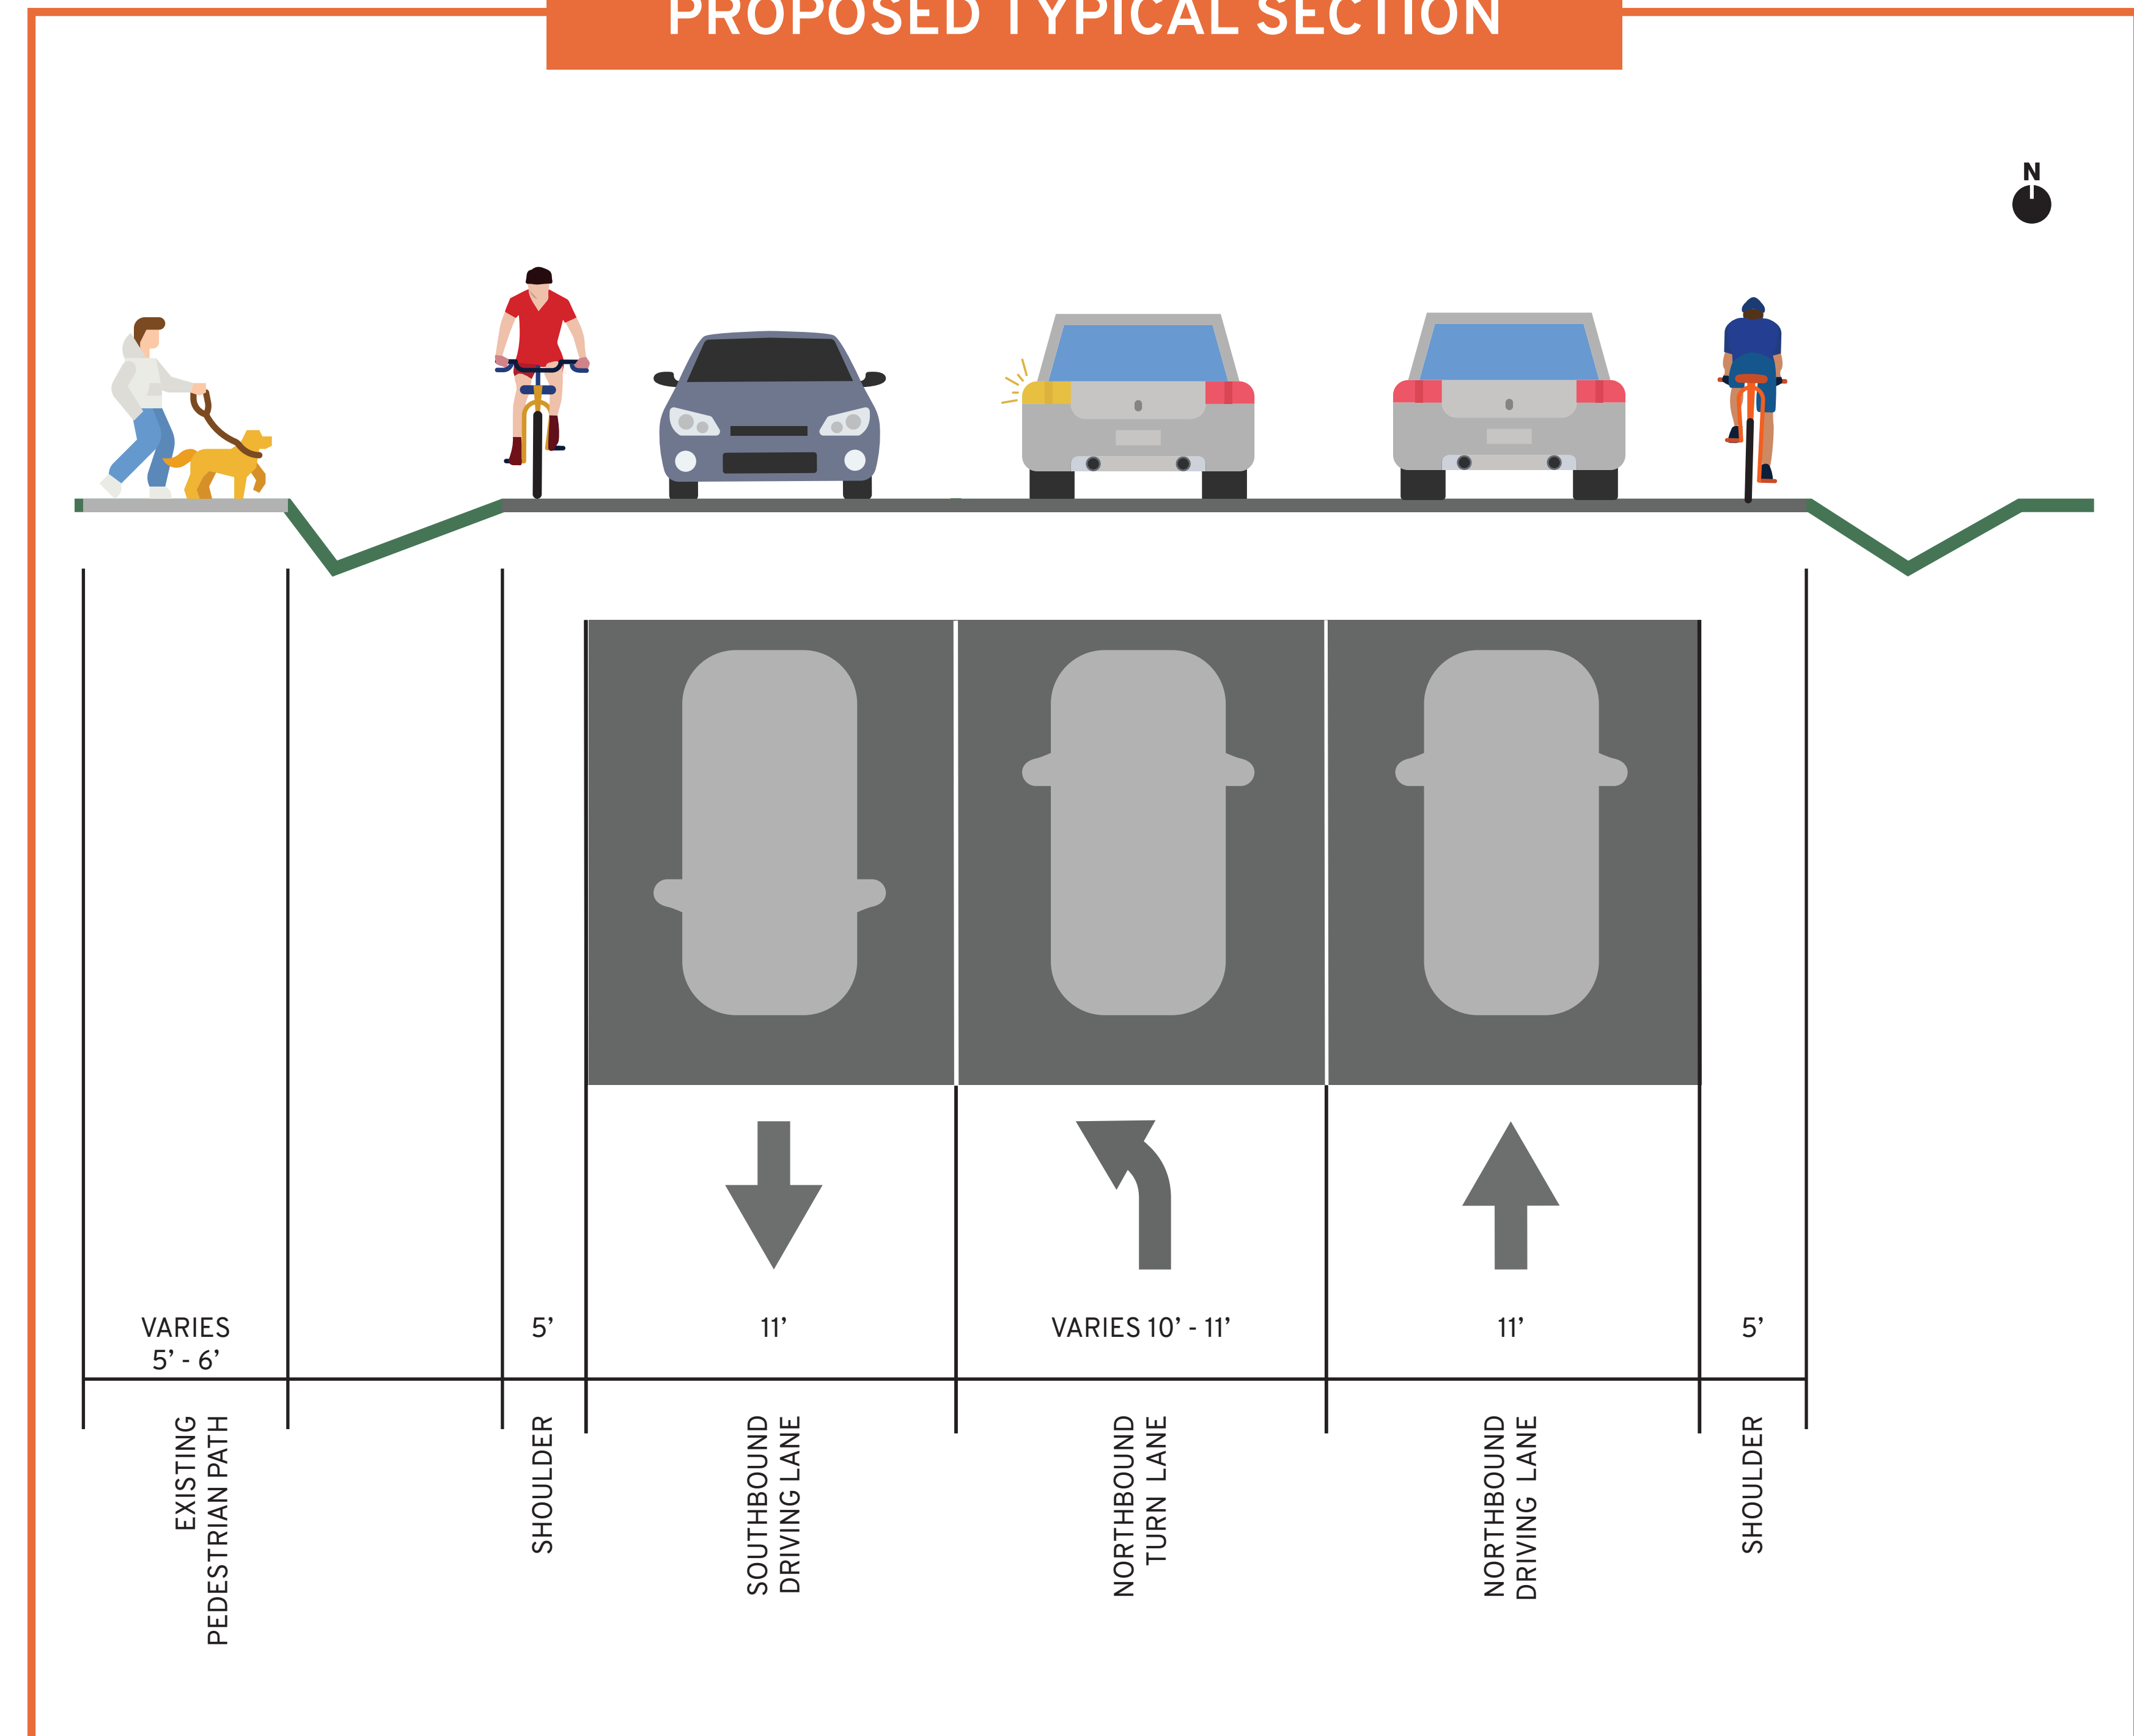 PROPOSED TYPICAL SECTION
N
VARIES
5’ - 6’
5’
11’
VARIES 10’ - 11’
11’
5’
EXISTING
PEDESTRIAN PATH
SHOULDER
SOUTHBOUND
DRIVING LANE
NORTHBOUND
TURN LANE
NORTHBOUND
DRIVING LANE
SHOULDER